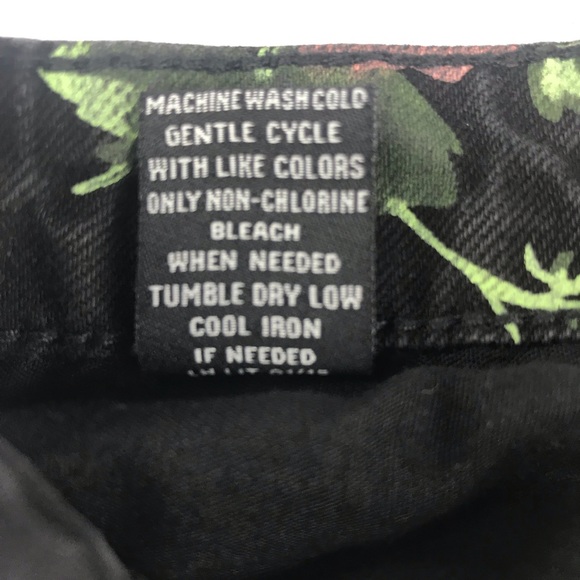 MACHINE WASH COLD
GENTLE CYCLE
WITH LIKE COLORS
ONLY NON-CHLORINE
BLEACH
WHEN NEEDED
TUMBLE DRY LOW
COOL IRON
IF NEEDED